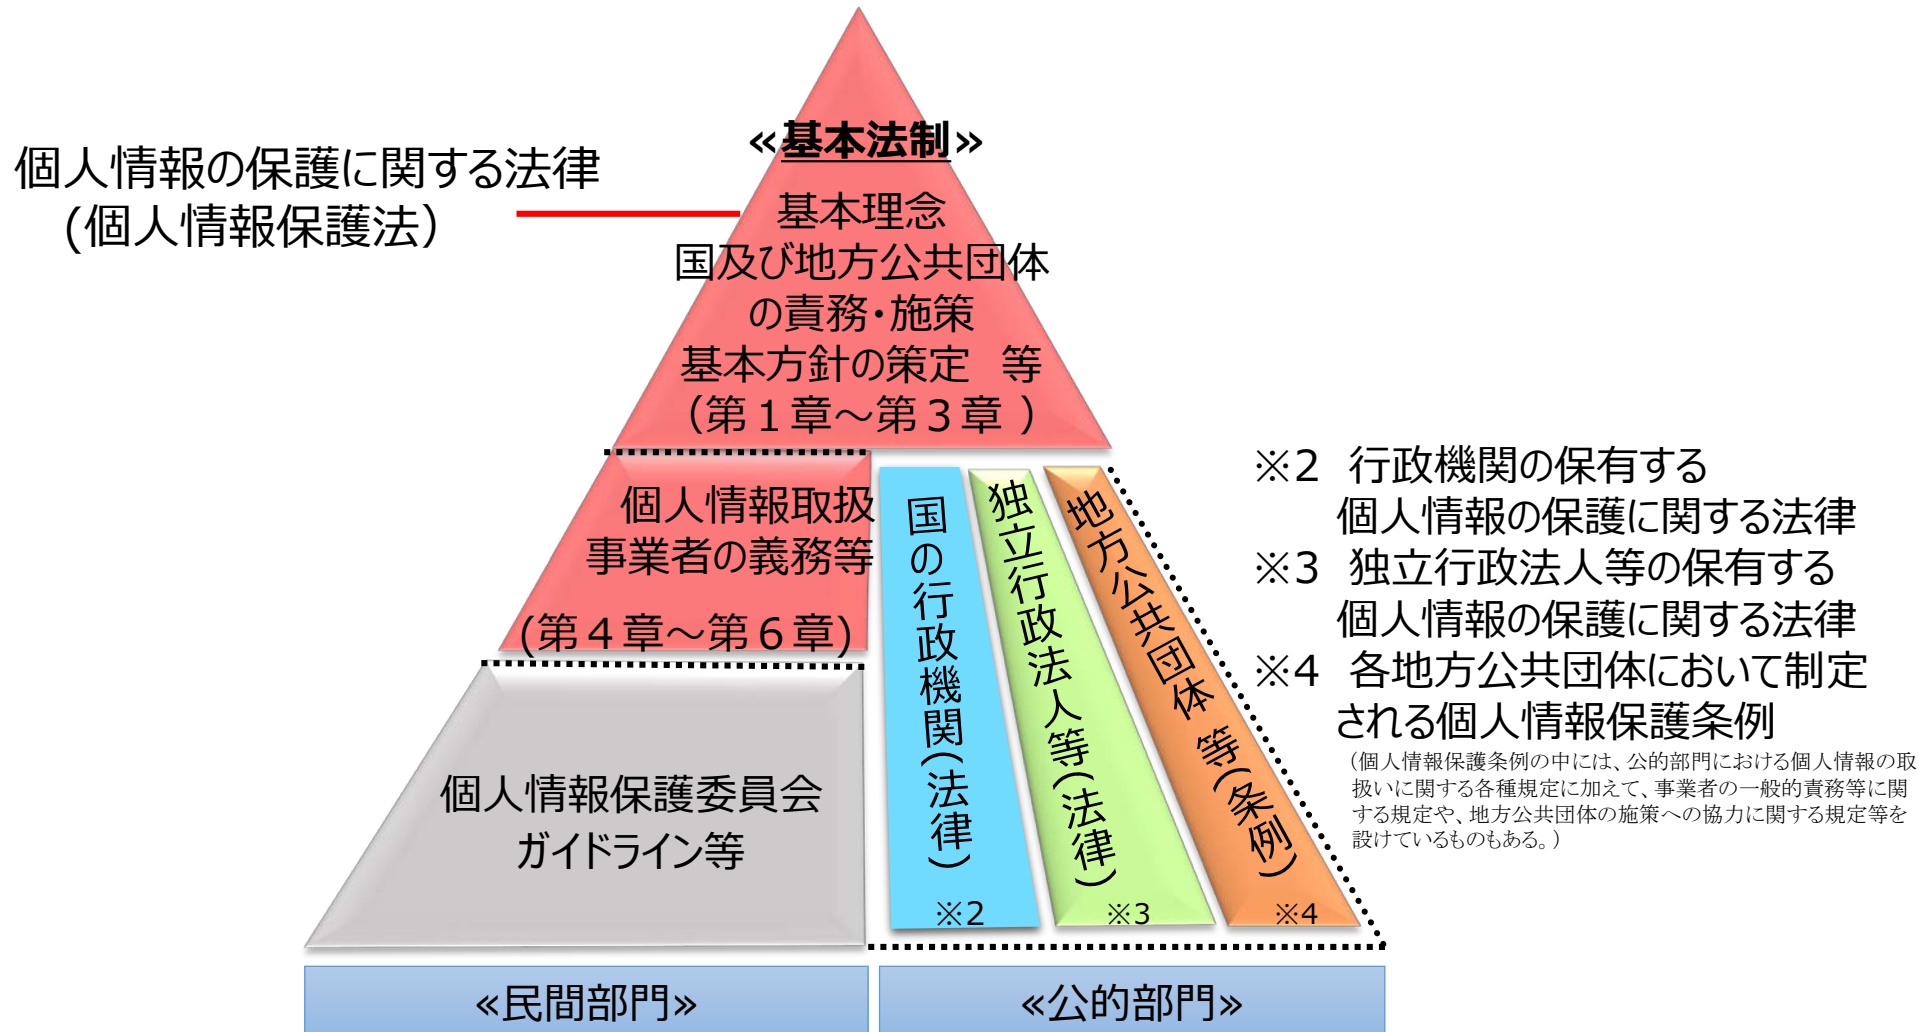 «基本法制»
個人情報の保護に関する法律
(個人情報保護法）
基本理念
国及び地方公共団体
の責務・施策
基本方針の策定　等
（第１章～第３章 ）
個人情報取扱
事業者の義務等
(第４章～第６章)
個人情報保護委員会
ガイドライン等
国の行政機関(法律)
※2
独立行政法人等(法律)
※3
地方公共団体 等(条例)
※4
※2　行政機関の保有する
個人情報の保護に関する法律
※3　独立行政法人等の保有する
個人情報の保護に関する法律
※4　各地方公共団体において制定
される個人情報保護条例
（個人情報保護条例の中には、公的部門における個人情報の取
扱いに関する各種規定に加えて、事業者の一般的責務等に関
する規定や、地方公共団体の施策への協力に関する規定等を
設けているものもある。）
«民間部門»
«公的部門»